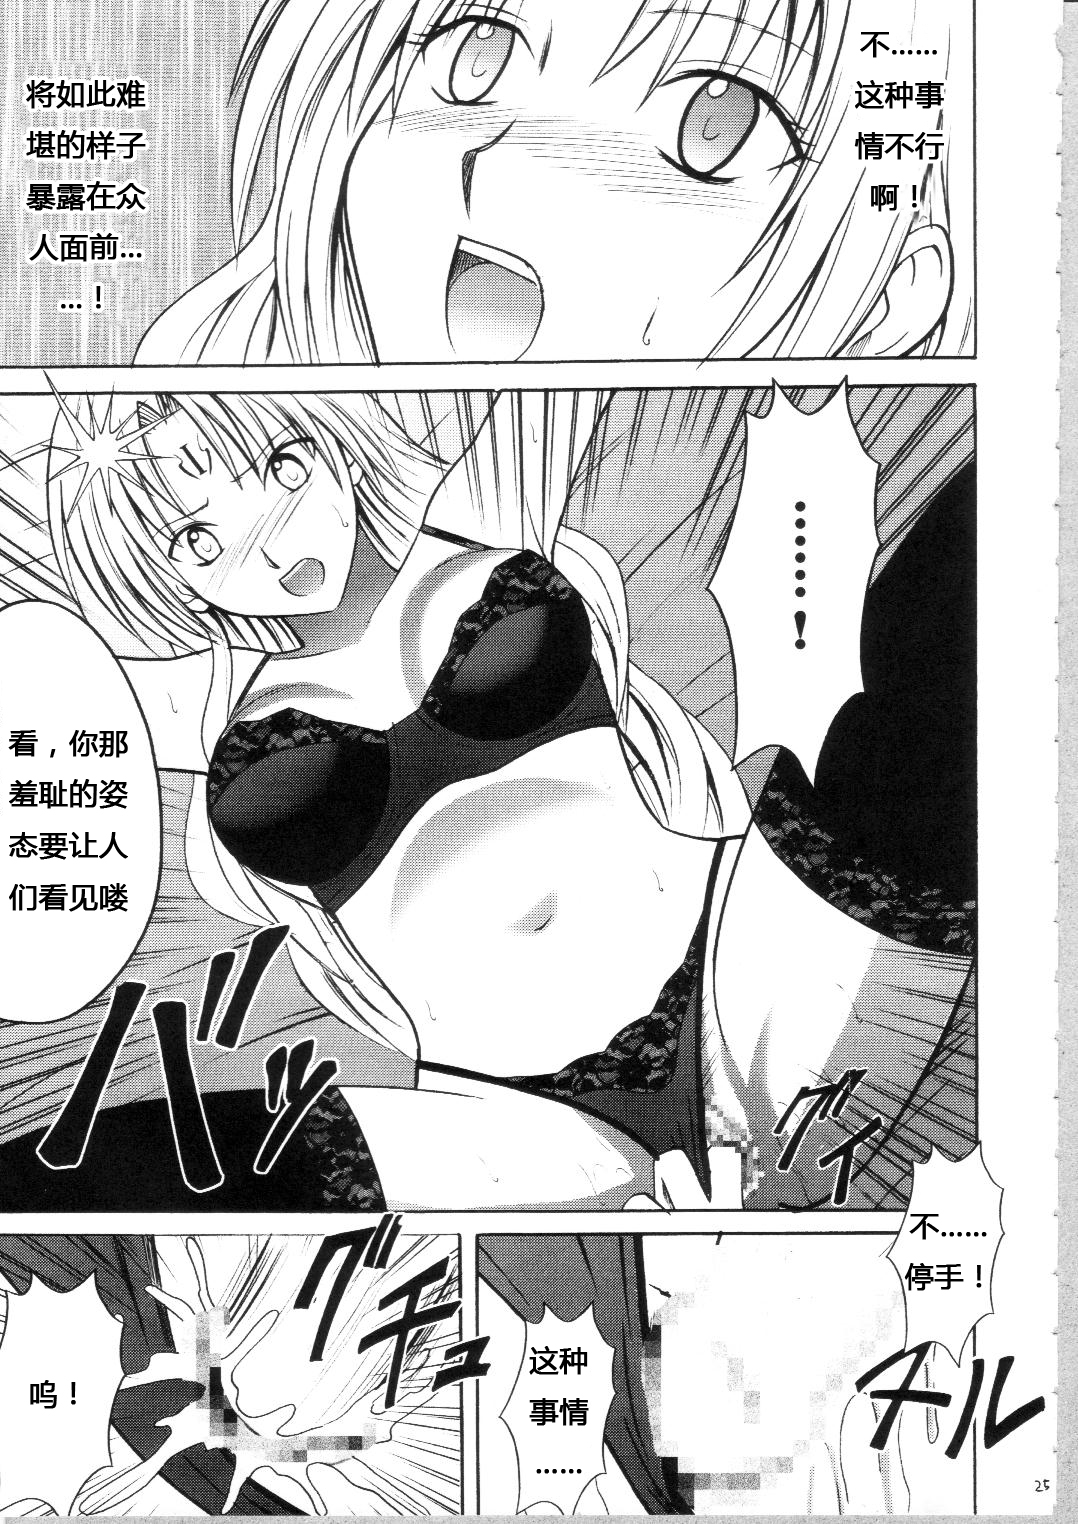 不……
这种事
情不行
啊！
将如此难
堪的样子
暴露在众
人面前…
…！
……！
看，你那
羞耻的姿
态要让人
们看见喽
バババッ
グイ
不……
停手！
这种
事情
……
ヌル
グチュ
呜！
25